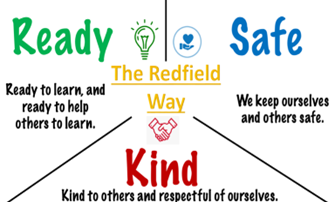 Ready
Safe
The Redfield
Way
Ready to learn, and
ready to help
others to learn.
We keep ourselves
and others safe.
Kind
Kind to others and respectful of ourselves.